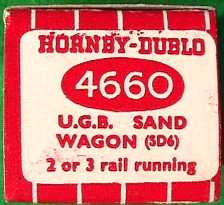 HORNBY-DUBLO
4660
U.G.B. SAND
WAGON (SD6)
2 or 3 rail running